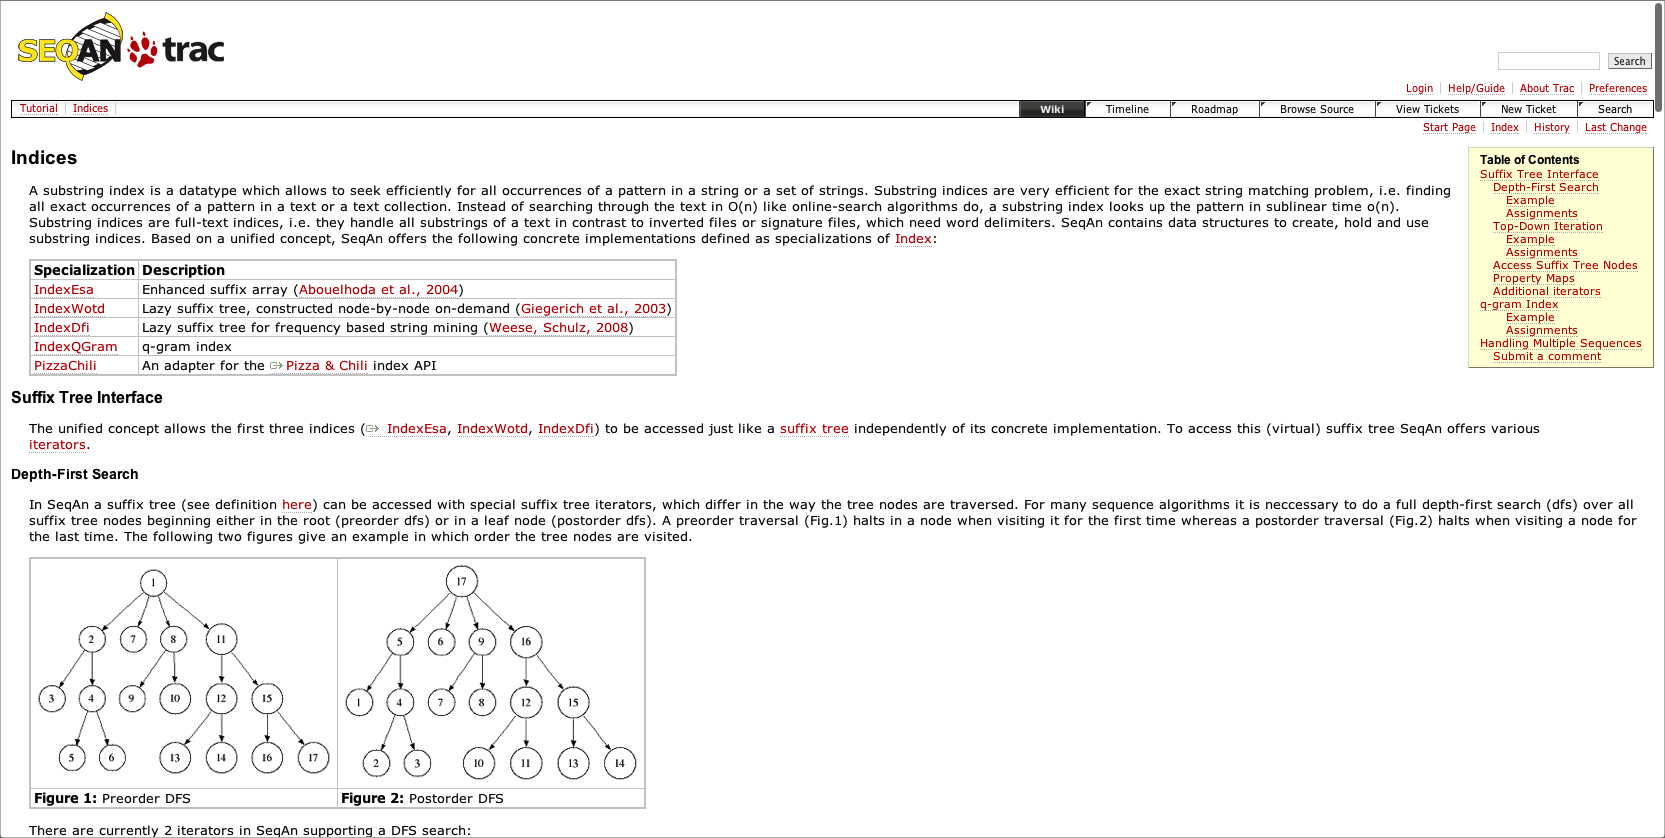 SEQAN trac
Search
Login Help/Guide About Trac Preferences
Tutorial Indices Wiki Timeline Roadmap Browse Source View Tickets New Ticket Search
Start Page Index History Last Change
Indices
A substring index is a datatype which allows to seek efficiently for all occurrences of a pattern in a string or a set of strings. Substring indices are very efficient for the exact string matching problem, i.e. finding
all exact occurrences of a pattern in a text or a text collection. Instead of searching through the text in O(n) like online-search algorithms do, a substring index looks up the pattern in sublinear time o(n).
Substring indices are full-text indices, i.e. they handle all substrings of a text in contrast to inverted files or signature files, which need word delimiters. SeqAn contains data structures to create, hold and use
substring indices. Based on a unified concept, SeqAn offers the following concrete implementations defined as specializations of Index:
Table of Contents
Suffix Tree Interface
Depth-First Search
Example
Assignments
Top-Down Iteration
Example
Assignments
Access Suffix Tree Nodes
Property Maps
Additional iterators
q-gram Index
Example
Assignments
Handling Multiple Sequences
Submit a comment
Specialization Description
IndexEsa Enhanced suffix array (Abouelhoda et al., 2004)
IndexWotd Lazy suffix tree, constructed node-by-node on-demand (Giegerich et al., 2003)
IndexDfi Lazy suffix tree for frequency based string mining (Weese, Schulz, 2008)
IndexQGram q-gram index
PizzaChili An adapter for the Pizza & Chili index API
Suffix Tree Interface
The unified concept allows the first three indices ( IndexEsa, IndexWotd, IndexDfi) to be accessed just like a suffix tree independently of its concrete implementation. To access this (virtual) suffix tree SeqAn offers various
iterators.
Depth-First Search
In SeqAn a suffix tree (see definition here) can be accessed with special suffix tree iterators, which differ in the way the tree nodes are traversed. For many sequence algorithms it is neccessary to do a full depth-first search (dfs) over all
suffix tree nodes beginning either in the root (preorder dfs) or in a leaf node (postorder dfs). A preorder traversal (Fig.1) halts in a node when visiting it for the first time whereas a postorder traversal (Fig.2) halts when visiting a node for
the last time. The following two figures give an example in which order the tree nodes are visited.
1
2 7 8 11
3 4 9 10 12 15
5 6 13 14 16 17
Figure 1: Preorder DFS
17
5 6 9 16
1 4 7 8 12 15
2 3 10 11 13 14
Figure 2: Postorder DFS
There are currently 2 iterators in SeqAn supporting a DFS search: